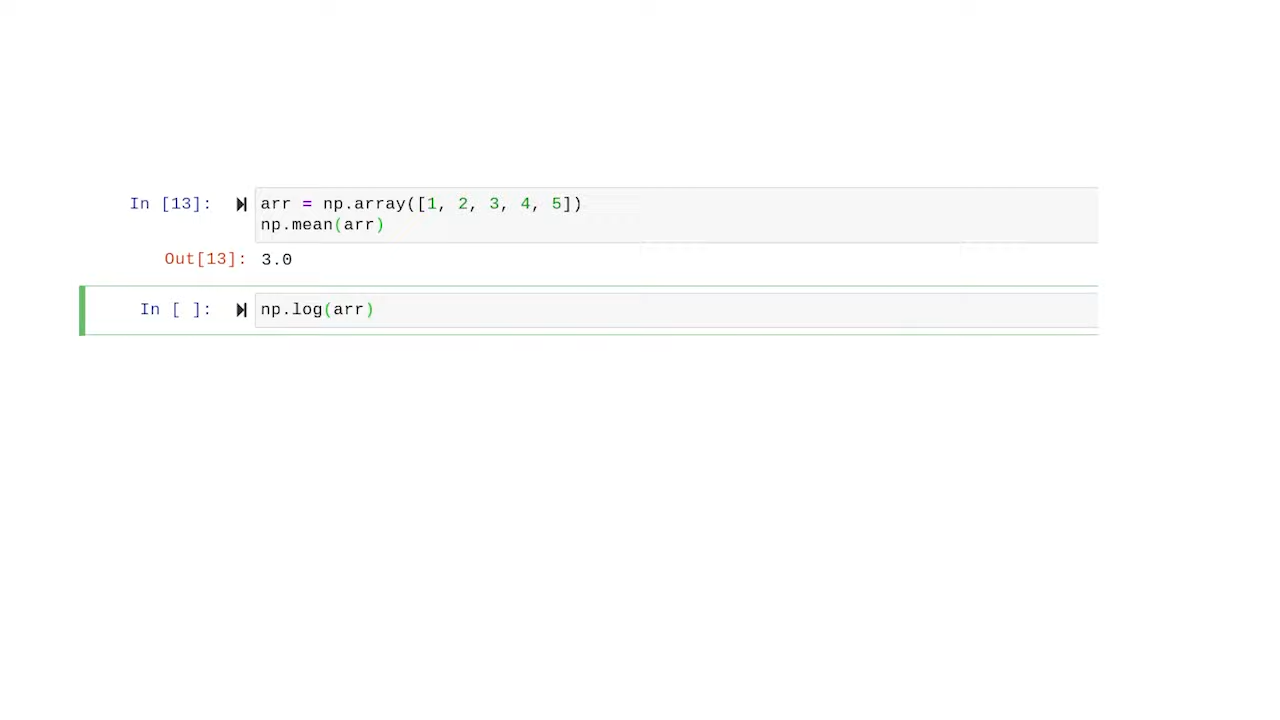 In [13]: arr = np.array([1, 2, 3, 4, 5])
np.mean(arr)
Out[13]: 3.0
In [ ]: np.log(arr)